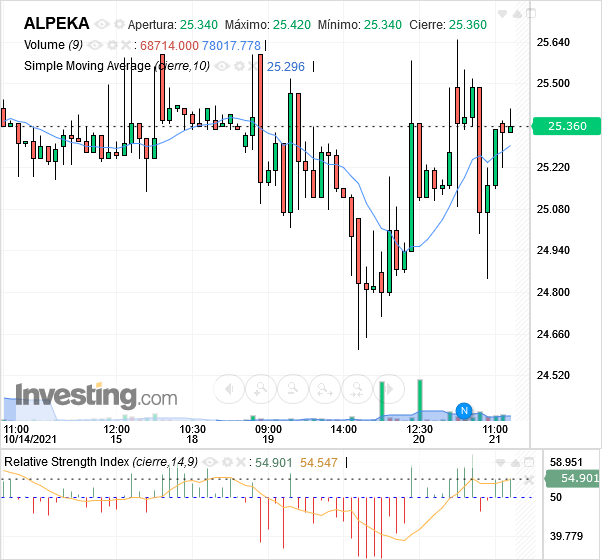 ALPEKA Apertura: 25.340 Máximo: 25.420 Mínimo: 25.340 Cierre: 25.360
Volume (9) : 68714.000 78017.778
Simple Moving Average (cierre,10) 25.296
25.640
25.500
25.360
25.220
25.080
24.940
24.800
24.660
24.520
Investing.com
N
11:00 12:00 10:30 09:00 14:00 12:30 11:00
10/14/2021 15 18 19 20 21
Relative Strength Index (cierre,14,9) : 54.901 54.547
58.951
54.901
50
39.779